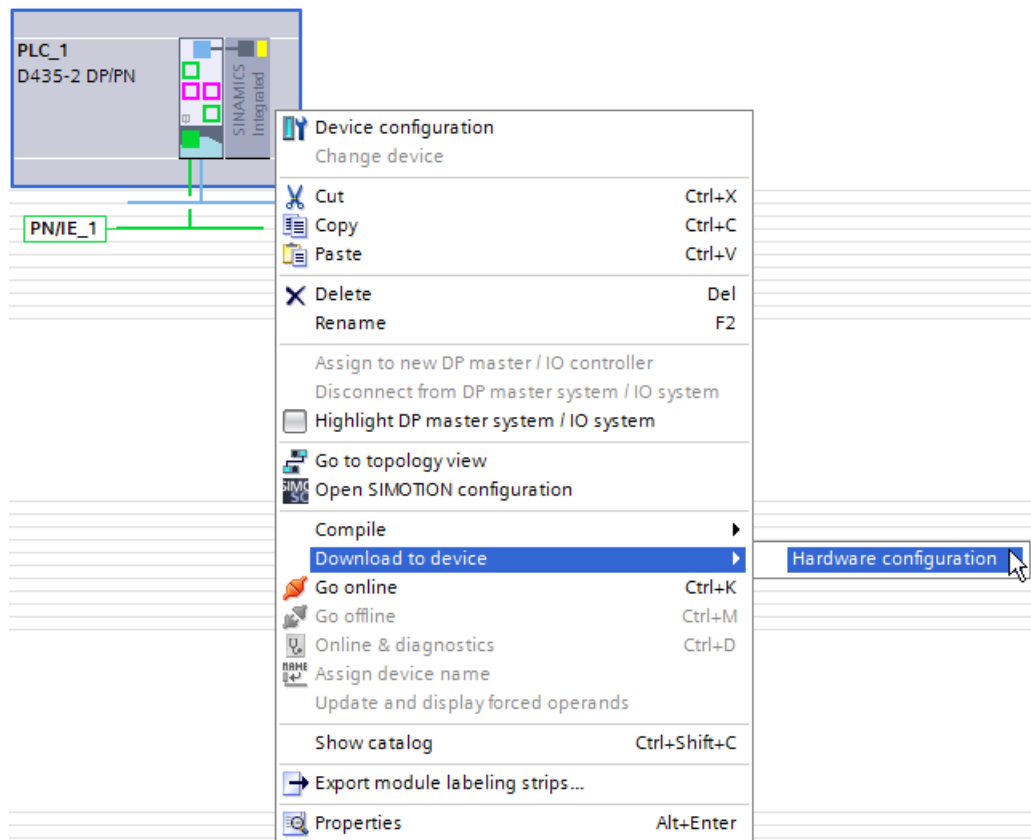 PLC_1
D435-2 DP/PN
SINAMICS
Integrated
PN/IE_1
Device configuration
Change device
Cut Ctrl+X
Copy Ctrl+C
Paste Ctrl+V
Delete Del
Rename F2
Assign to new DP master / IO controller
Disconnect from DP master system / IO system
Highlight DP master system / IO system
Go to topology view
SIMO
SC
Open SIMOTION configuration
Compile
Download to device
Hardware configuration
Go online Ctrl+K
Go offline Ctrl+M
Online & diagnostics Ctrl+D
NAME
Assign device name
Update and display forced operands
Show catalog Ctrl+Shift+C
Export module labeling strips...
Properties Alt+Enter